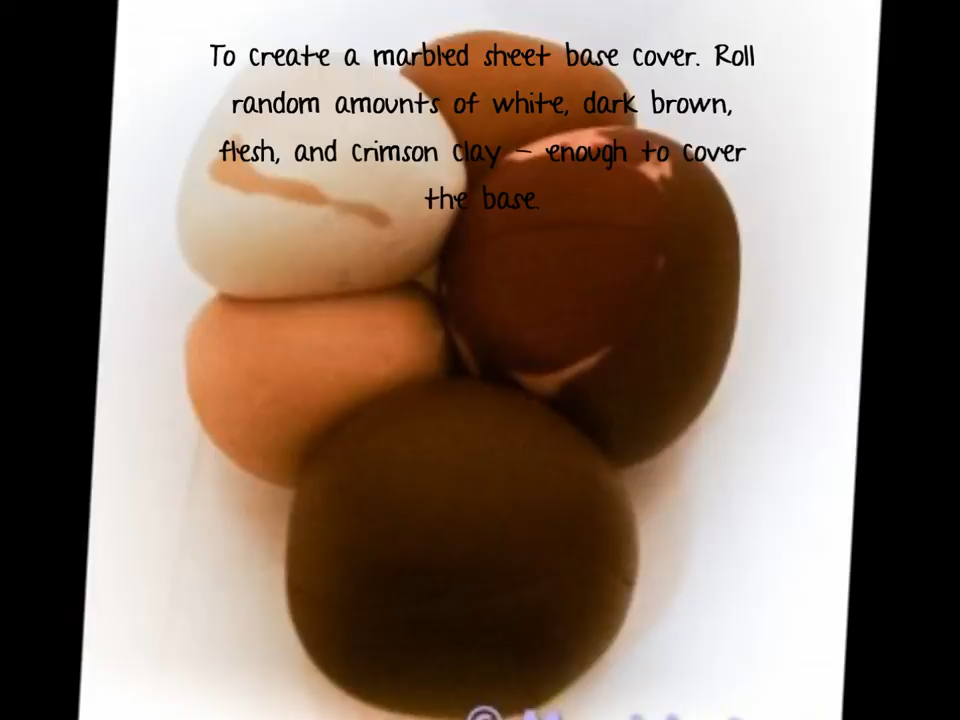 To create a marbled sheet base cover. Roll
random amounts of white, dark brown,
flesh, and crimson clay - enough to cover
the base.
©